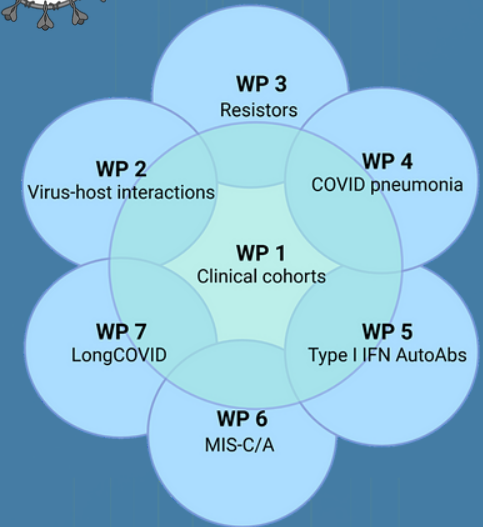 WP 3
Resistors
WP 2
Virus-host interactions
WP 4
COVID pneumonia
WP 1
Clinical cohorts
WP 7
LongCOVID
WP 5
Type I IFN AutoAbs
WP 6
MIS-C/A